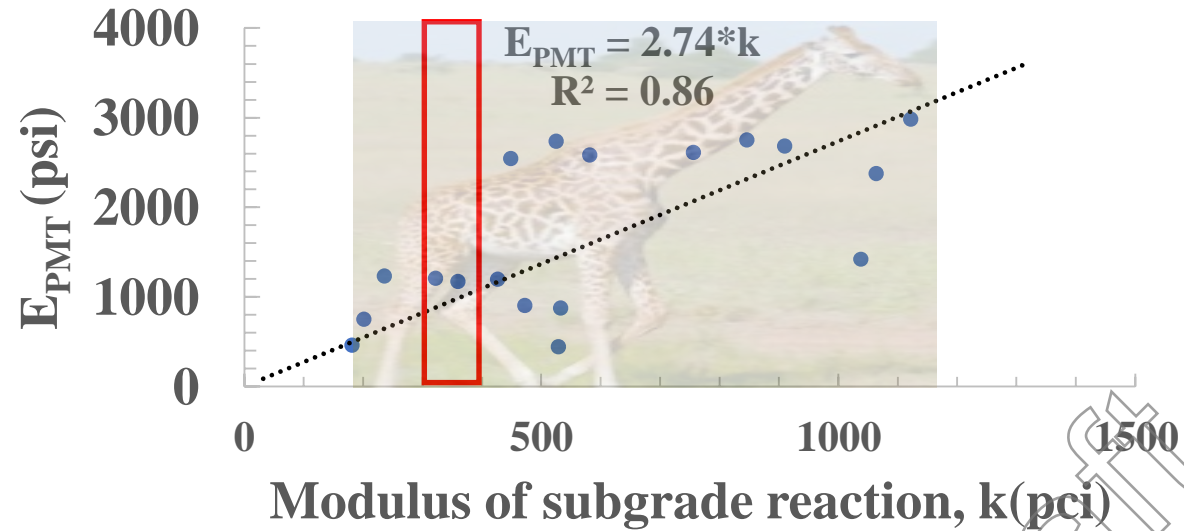 E_PMT = 2.74*k
R² = 0.86
4000
3000
2000
1000
0
E_PMT (psi)
0 500 1000 1500
Modulus of subgrade reaction, k(pci)